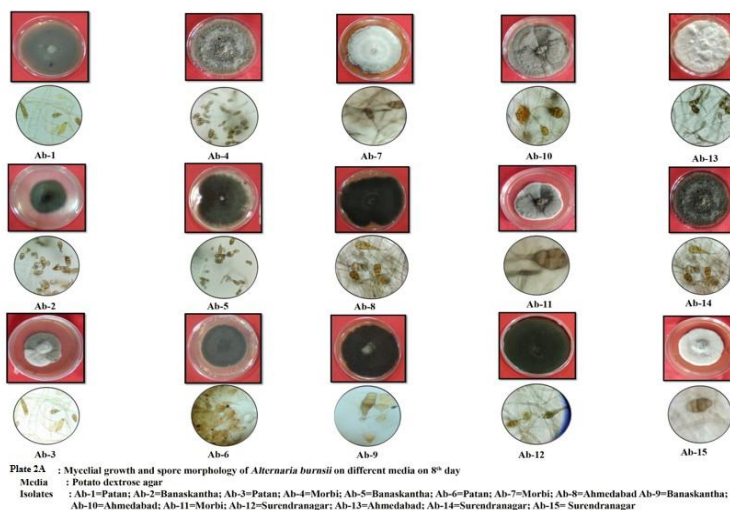 Ab-1 Ab-4 Ab-7 Ab-10 Ab-13
Ab-2 Ab-5 Ab-8 Ab-11 Ab-14
Ab-3 Ab-6 Ab-9 Ab-12 Ab-15
Plate 2A : Mycelial growth and spore morphology of Alternaria burnsii on different media on 8th day
Media : Potato dextrose agar
Isolates : Ab-1=Patan; Ab-2=Banaskantha; Ab-3=Patan; Ab-4=Morbi; Ab-5=Banaskantha; Ab-6=Patan; Ab-7=Morbi; Ab-8=Ahmedabad Ab-9=Banaskantha;
Ab-10=Ahmedabad; Ab-11=Morbi; Ab-12=Surendranagar; Ab-13=Ahmedabad; Ab-14=Surendranagar; Ab-15= Surendranagar